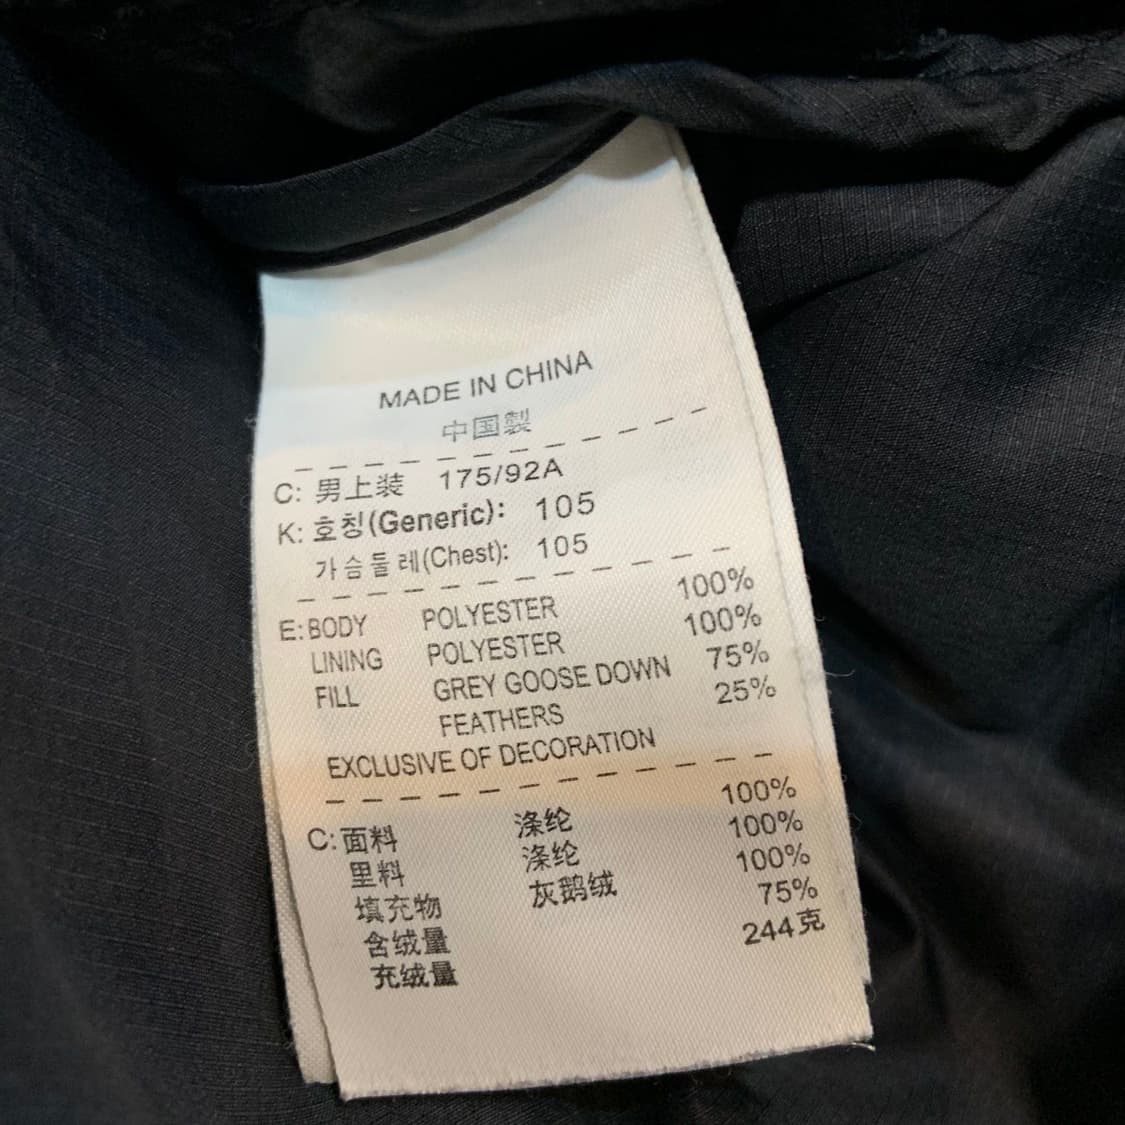 MADE IN CHINA
中国製
C: 男上装 175/92A
K: 호칭(Generic): 105
가슴둘레(Chest): 105
E: BODY POLYESTER 100%
LINING POLYESTER 100%
FILL GREY GOOSE DOWN 75%
FEATHERS 25%
EXCLUSIVE OF DECORATION
C: 面料 涤纶 100%
里料 涤纶 100%
填充物 灰鹅绒 100%
含绒量 75%
充绒量 244克